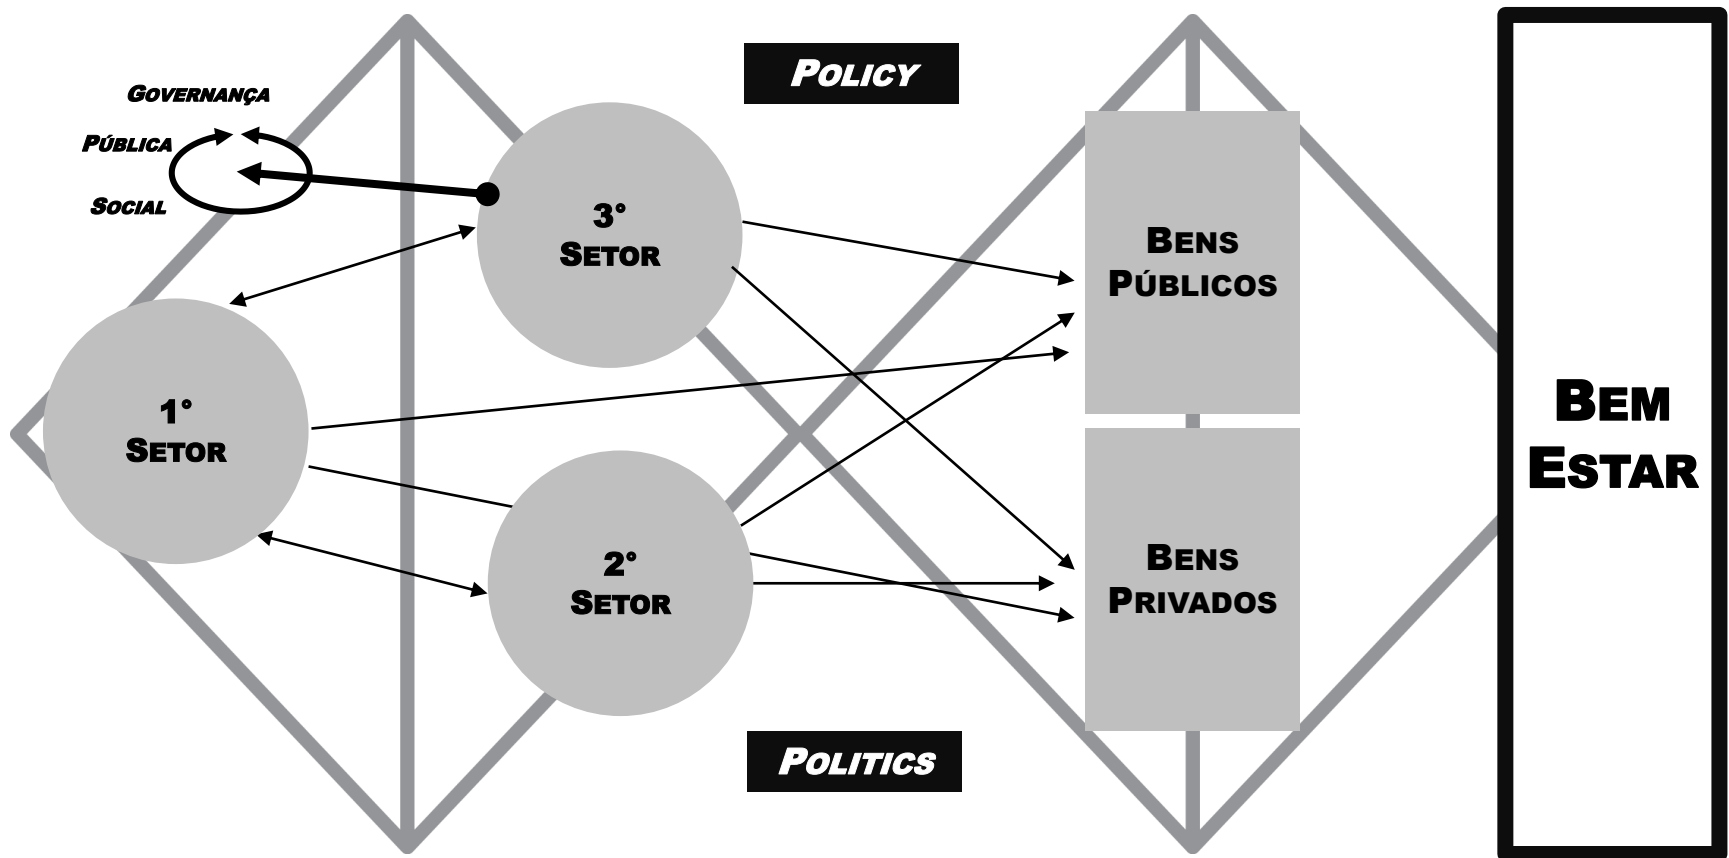 POLICY
GOVERNANÇA
PÚBLICA
SOCIAL
3°
SETOR
BENS
PÚBLICOS
1°
SETOR
BEM
ESTAR
2°
SETOR
BENS
PRIVADOS
POLITICS